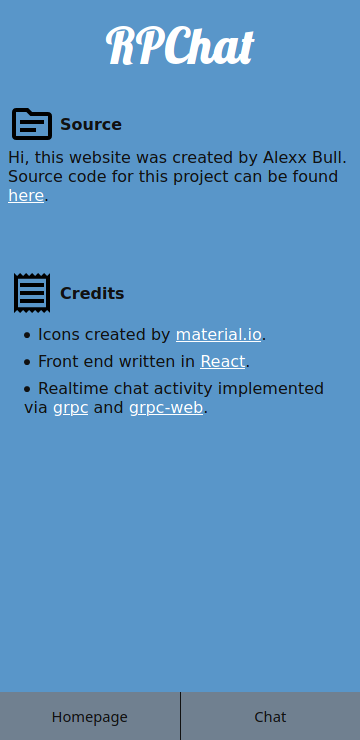 RPChat
Source
Hi, this website was created by Alexx Bull.
Source code for this project can be found
here.
Credits
• Icons created by material.io.
• Front end written in React.
• Realtime chat activity implemented
via grpc and grpc-web.
Homepage
Chat